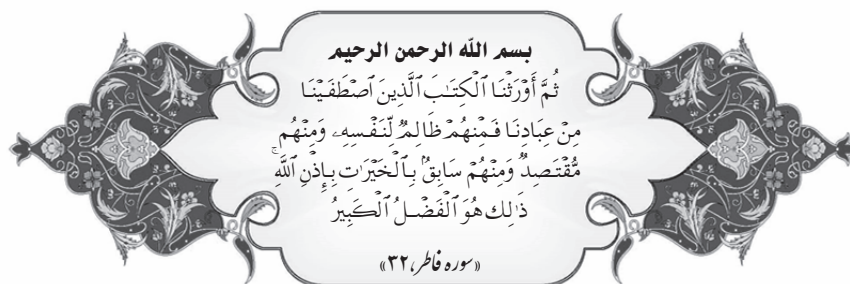 بسم الله الرحمن الرحيم
ثُمَّ أَوْرَثْنَا ٱلْكِتَـٰبَ ٱلَّذِينَ ٱصْطَفَيْنَا
مِنْ عِبَادِنَا فَمِنْهُمْ ظَالِمٌ لِّنَفْسِهِۦ وَمِنْهُم
مُّقْتَصِدٌ وَمِنْهُمْ سَابِقٌۢ بِٱلْخَيْرَٰتِ بِإِذْنِ ٱللَّهِ ۚ
ذَٰلِكَ هُوَ ٱلْفَضْلُ ٱلْكَبِيرُ
«سوره فاطر، ۳۲»